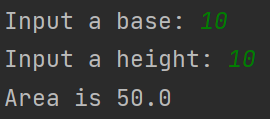 Input a base: 10
Input a height: 10
Area is 50.0